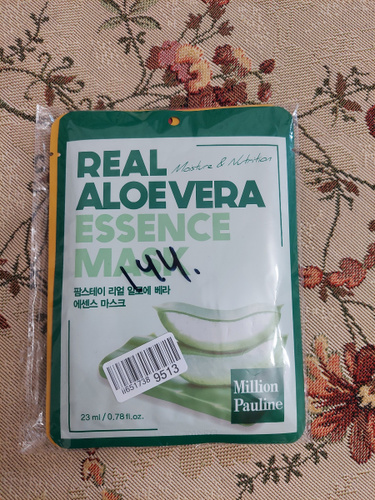 REAL
Moisture & Nutrition
ALOEVERA
ESSENCE
MASK
144.
팜스테이 리얼 알로에 베라
에센스 마스크
11651738 9513
23 ml / 0.78 fl.oz.
Million
Pauline